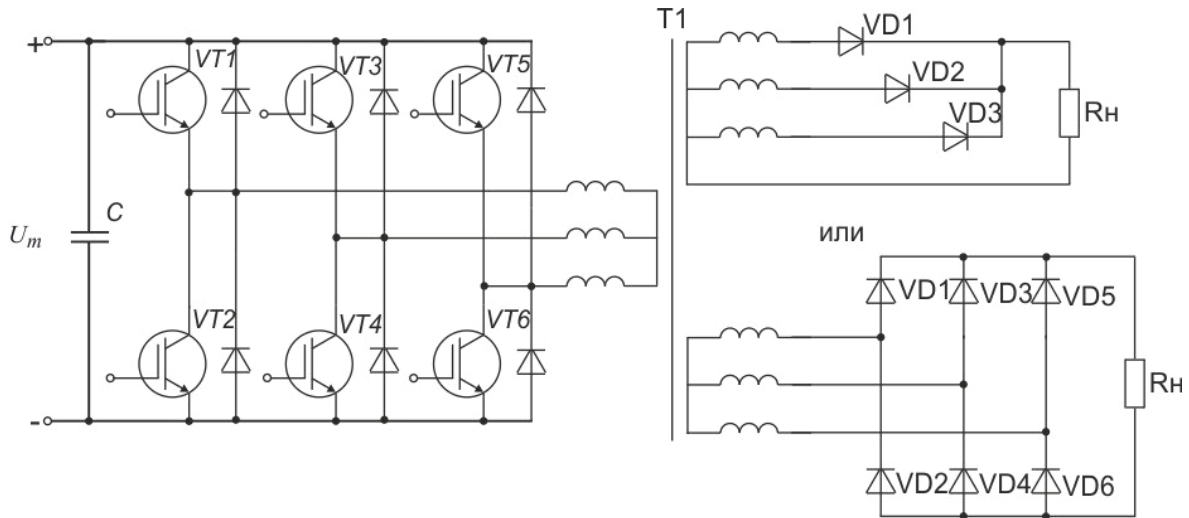 T1
+
VT1
VT3
VT5
VD1
VD2
VD3
Rн
C
U_m
или
VT2
VT4
VT6
-
VD1
VD3
VD5
Rн
VD2
VD4
VD6